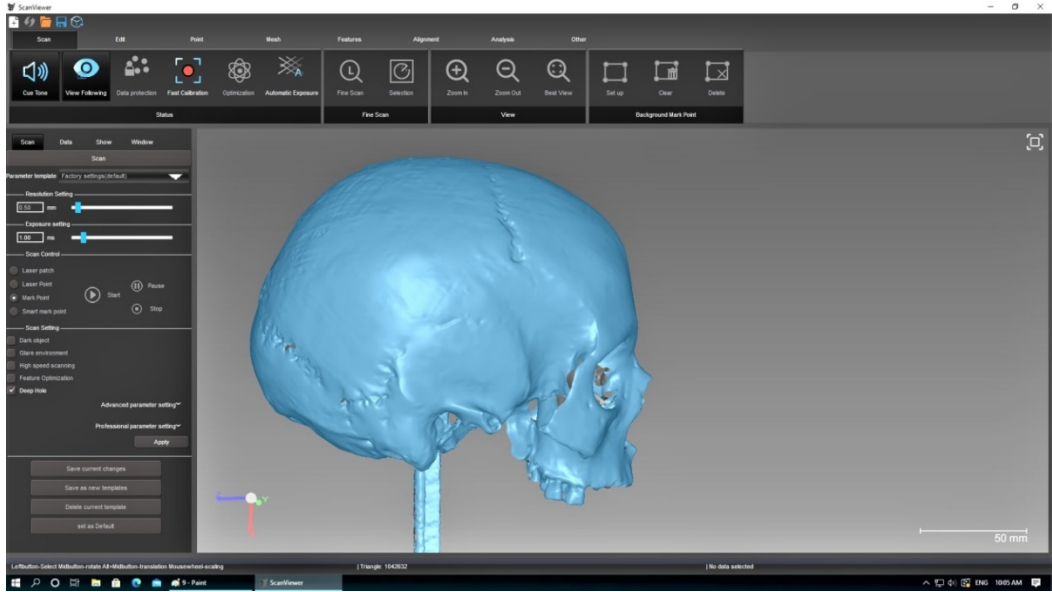 ScanViewer
Scan Edit Point Mesh Features Alignment Analysis Other
Cue Tone View Following Data protection Fast Calibration Optimization Automatic Exposure Fine Scan Selection Zoom In Zoom Out Best View Set up Clear Delete
Status Fine Scan View Background Mark Point
Scan Data Show Window
Scan
Parameter template Factory settings(default)
Resolution Setting
0.50 mm
Exposure setting
1.00 ms
Scan Control
Laser patch
Laser Point
Mark Point
Smart mark point
Start
Pause
Stop
Scan Setting
Dark object
Glare environment
High speed scanning
Feature Optimization
Deep Hole
Advanced parameter setting
Professional parameter setting
Apply
Save current changes
Save as new templates
Delete current template
set as Default
Y
50 mm
Leftbutton-Select Midbutton-rotate Alt+Midbutton-translation Mousewheel-scaling | Triangle 1042632 | No data selected
9 - Paint ScanViewer ENG 10:05 AM